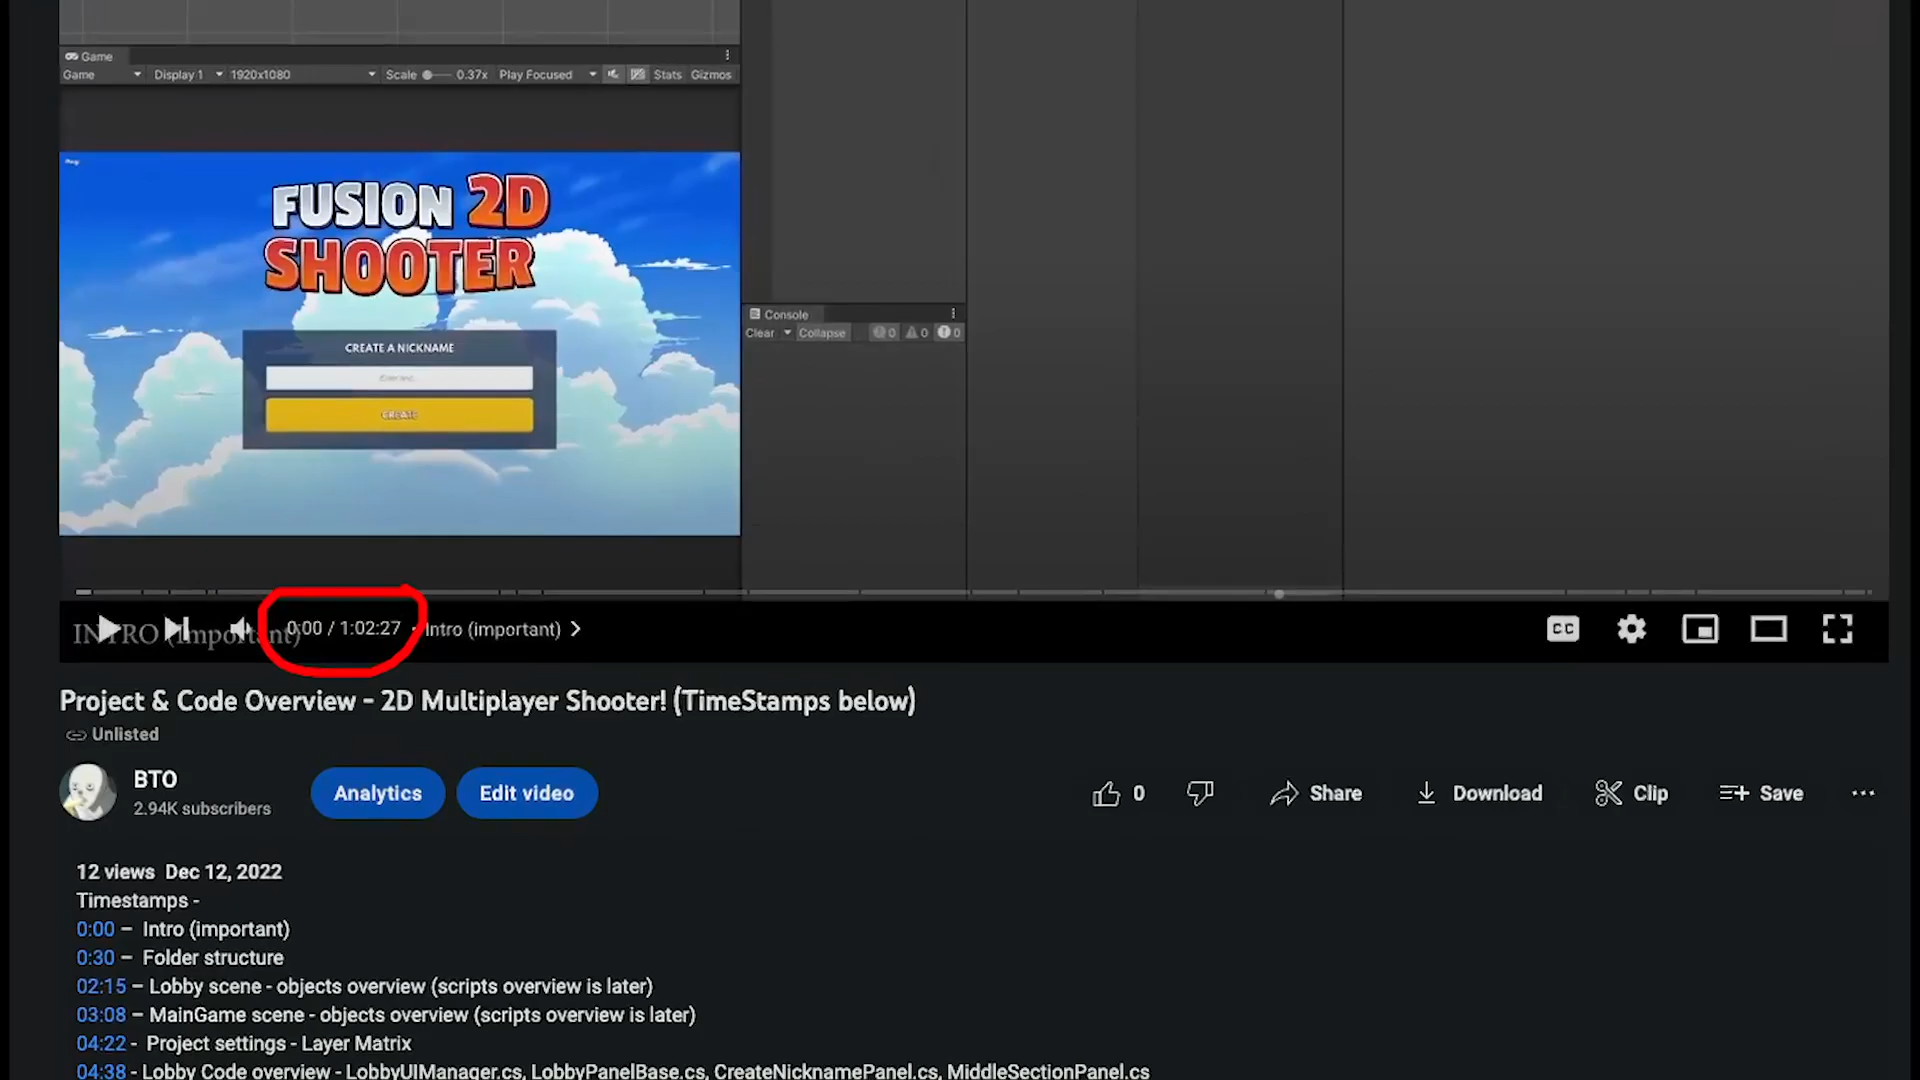 Game
Game Display 1 1920x1080 Scale 0.37x Play Focused Stats Gizmos
FUSION 2D
SHOOTER
CREATE A NICKNAME
CREATE
Console
Clear Collapse 0 0 0
INTRO (important)
0:00 / 1:02:27 · Intro (important)
CC
Project & Code Overview - 2D Multiplayer Shooter! (TimeStamps below)
Unlisted
BTO
2.94K subscribers
Analytics
Edit video
0
Share
Download
Clip
Save
12 views Dec 12, 2022
Timestamps -
0:00 – Intro (important)
0:30 – Folder structure
02:15 – Lobby scene - objects overview (scripts overview is later)
03:08 – MainGame scene - objects overview (scripts overview is later)
04:22 - Project settings - Layer Matrix
04:38 - Lobby Code overview - LobbyUIManager.cs, LobbyPanelBase.cs, CreateNicknamePanel.cs, MiddleSectionPanel.cs